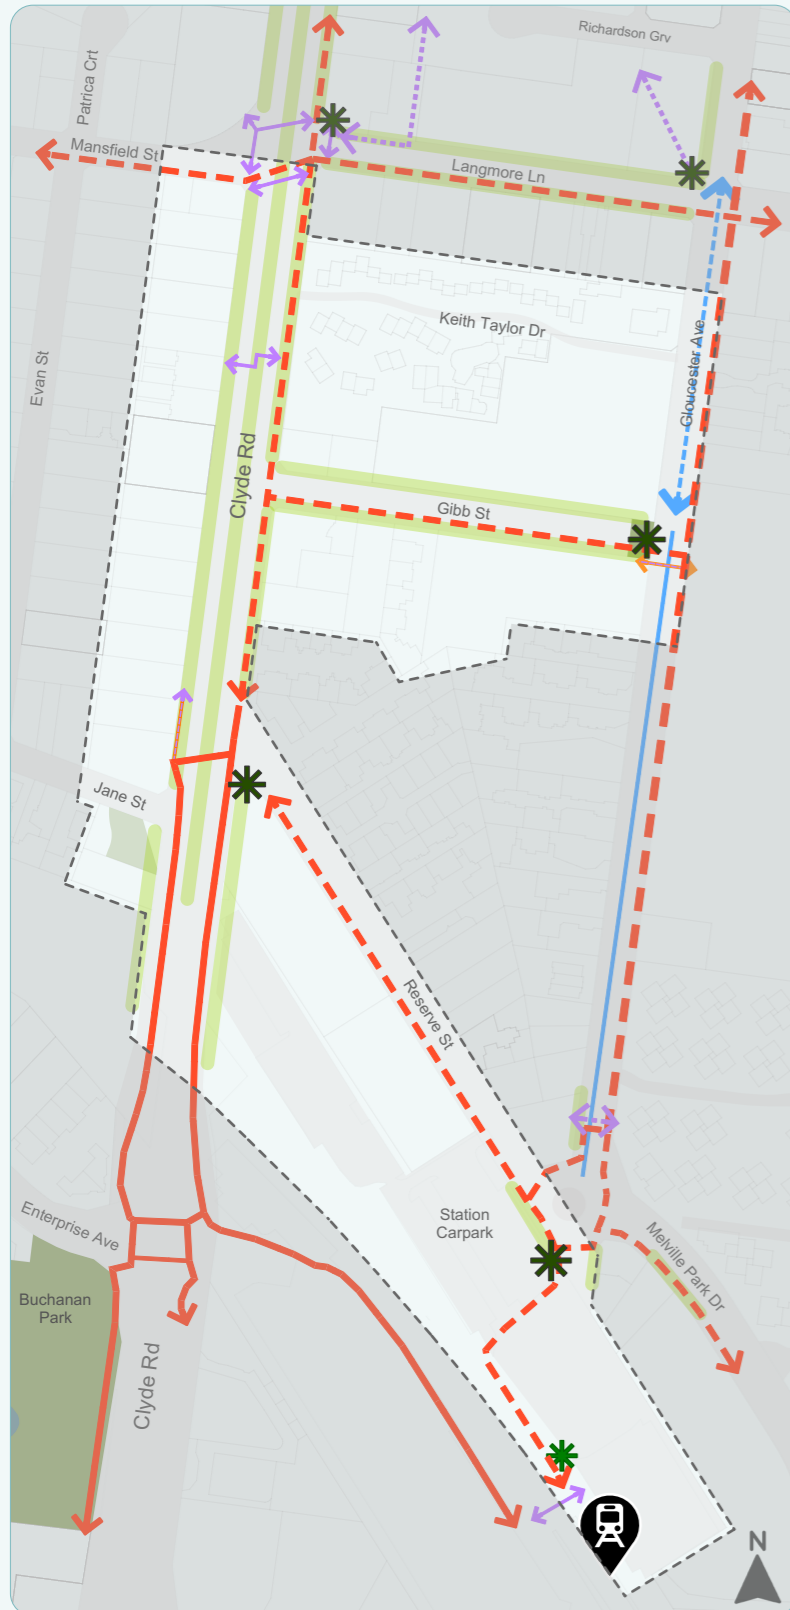 Richardson Grv
Patrica Crt
Mansfield St
Langmore Ln
Keith Taylor Dr
Gloucester Ave
Evan St
Clyde Rd
Gibb St
Jane St
Reserve St
Station
Carpark
Enterprise Ave
Melville Park Dr
Buchanan
Park
Clyde Rd
N